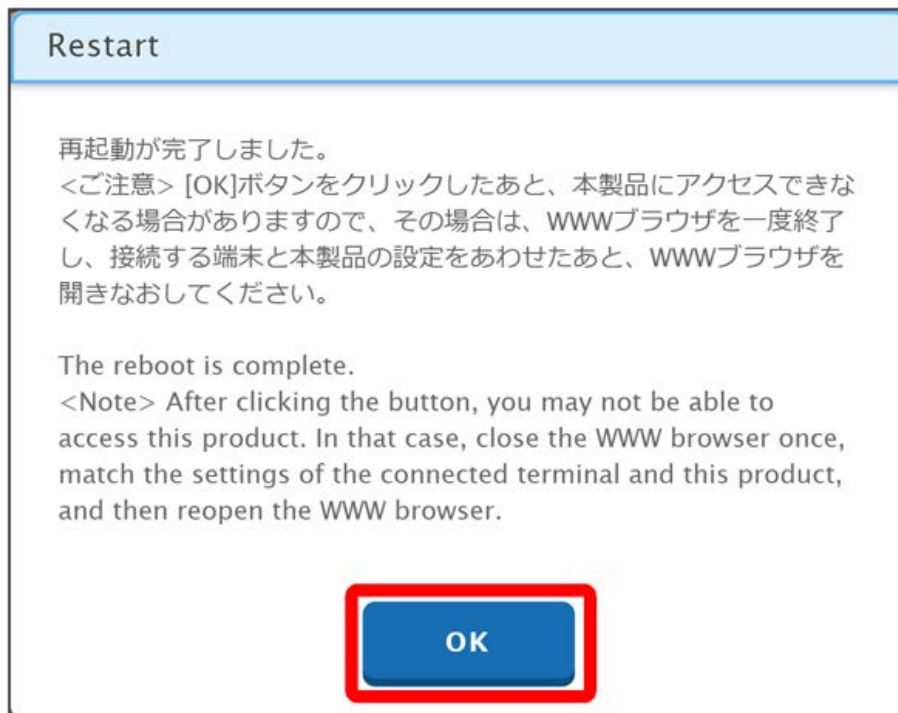 Restart
再起動が完了しました。
<ご注意> [OK]ボタンをクリックしたあと、本製品にアクセスできな
くなる場合がありますので、その場合は、WWWブラウザを一度終了
し、接続する端末と本製品の設定をあわせたあと、WWWブラウザを
開きなおしてください。
The reboot is complete.
<Note> After clicking the button, you may not be able to
access this product. In that case, close the WWW browser once,
match the settings of the connected terminal and this product,
and then reopen the WWW browser.
OK